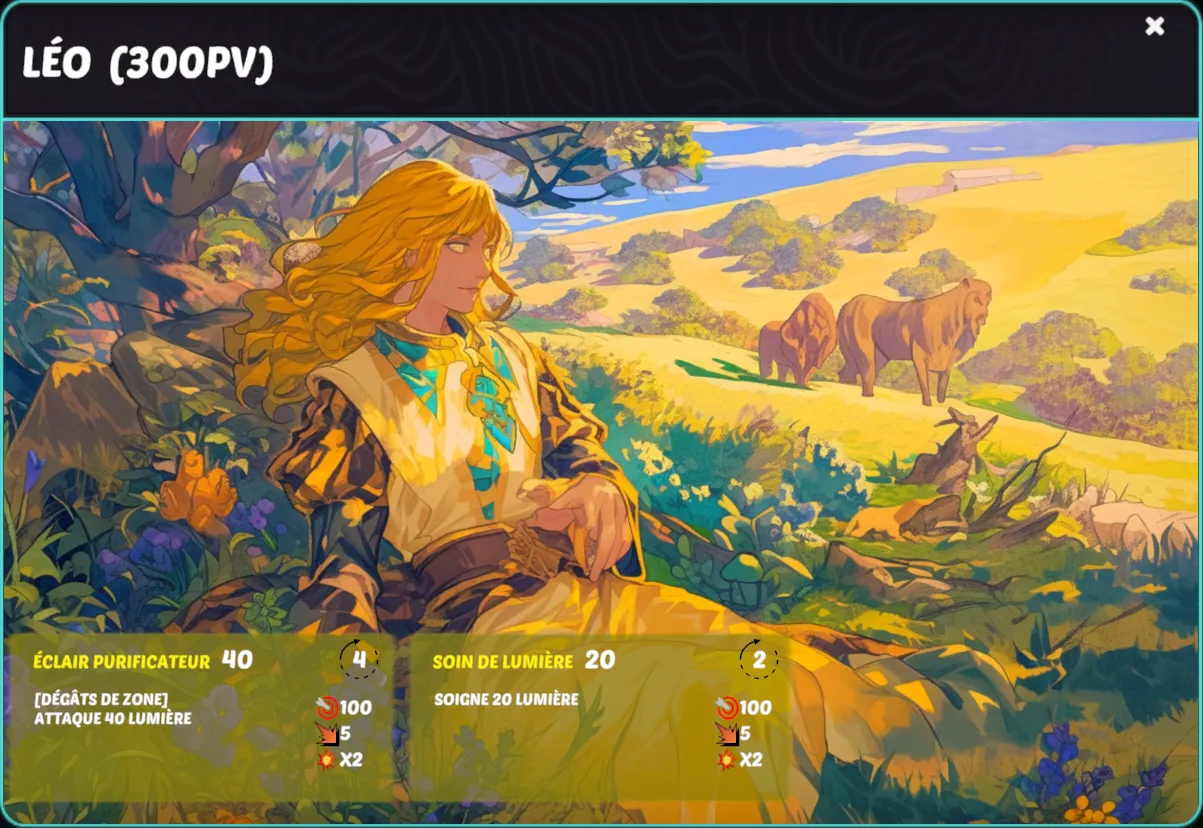 LÉO (300PV)
ÉCLAIR PURIFICATEUR 40 4
[DÉGÂTS DE ZONE]
ATTAQUE 40 LUMIÈRE
100
5
X2
SOIN DE LUMIÈRE 20 2
SOIGNE 20 LUMIÈRE
100
5
X2